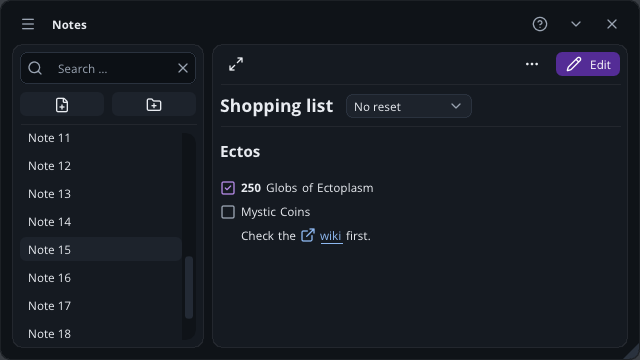 Notes
Search ...
Note 11
Note 12
Note 13
Note 14
Note 15
Note 16
Note 17
Note 18
Edit
Shopping list
No reset
Ectos
250 Globs of Ectoplasm
Mystic Coins
Check the wiki first.